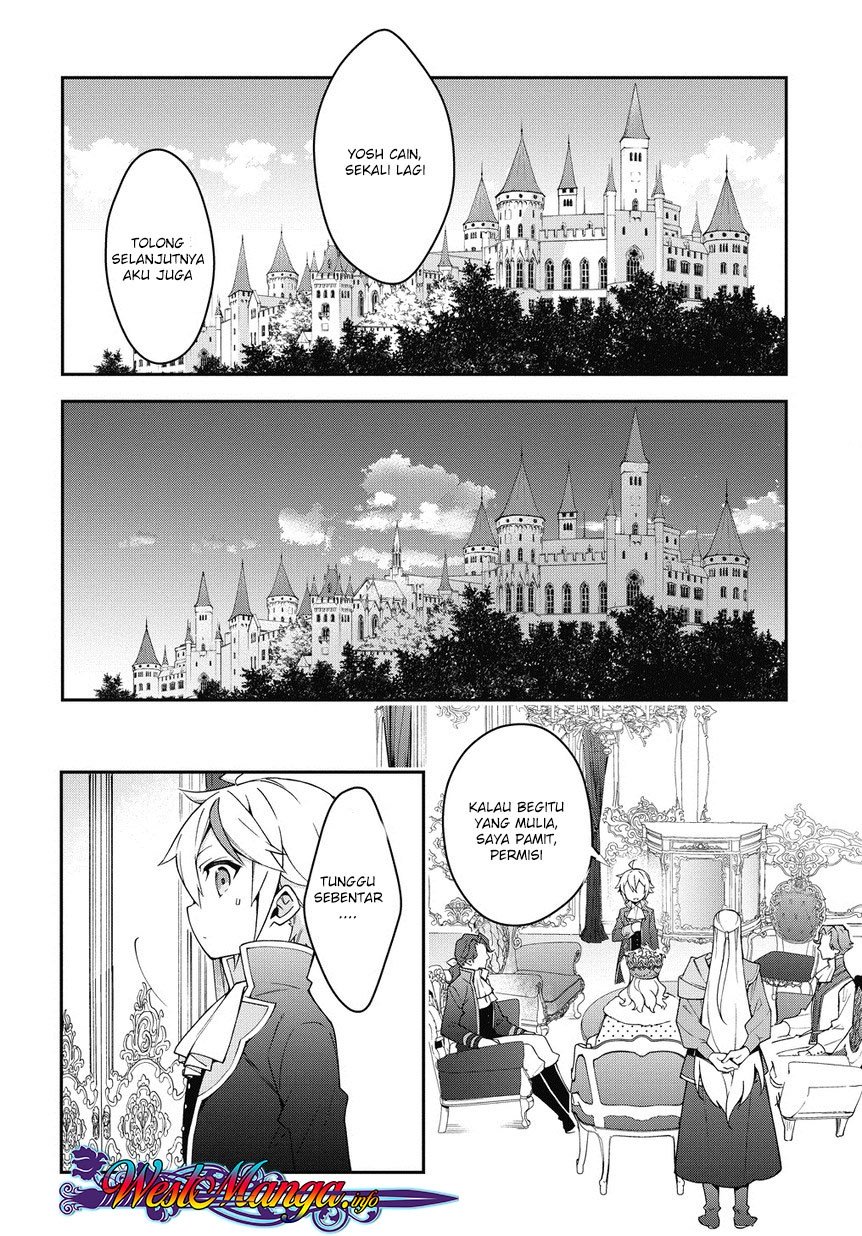 YOSH CAIN,
SEKALI LAGI
TOLONG
SELANJUTNYA
AKU JUGA
KALAU BEGITU
YANG MULIA,
SAYA PAMIT,
PERMISI
TUNGGU
SEBENTAR
....
WestManga.info